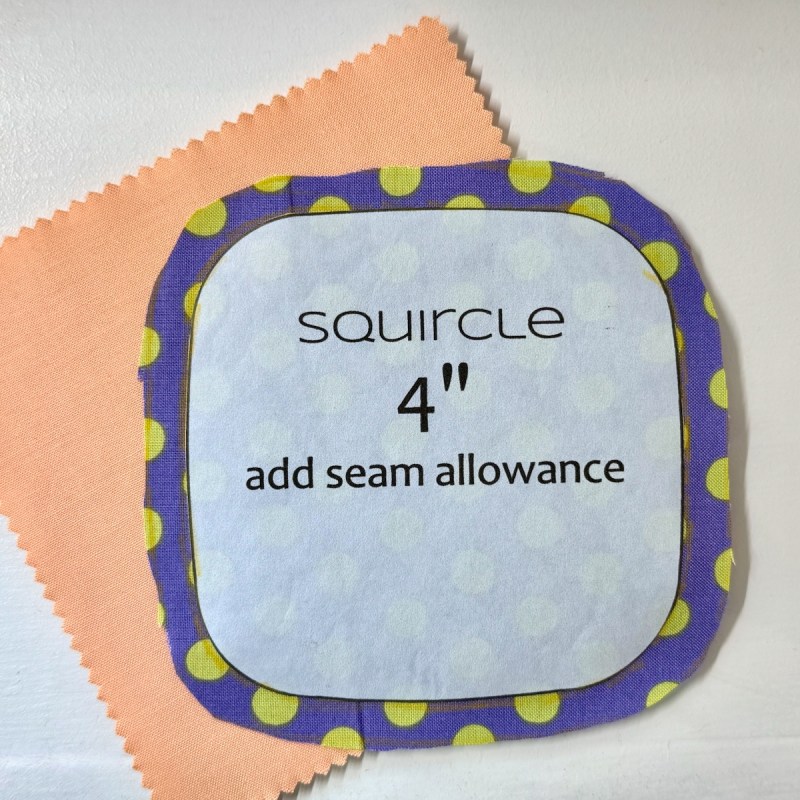 squircle
4"
add seam allowance